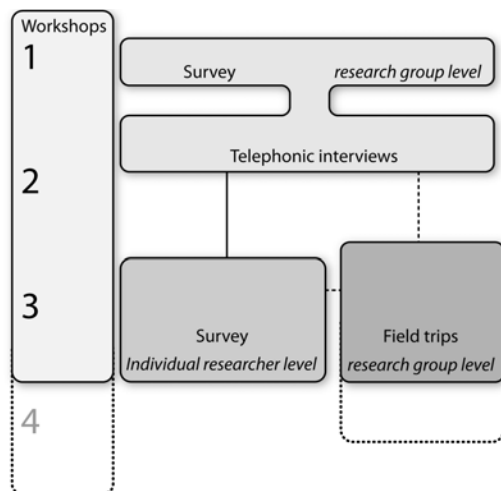 Workshops
1
Survey research group level
Telephonic interviews
2
3
Survey
Individual researcher level
Field trips
research group level
4